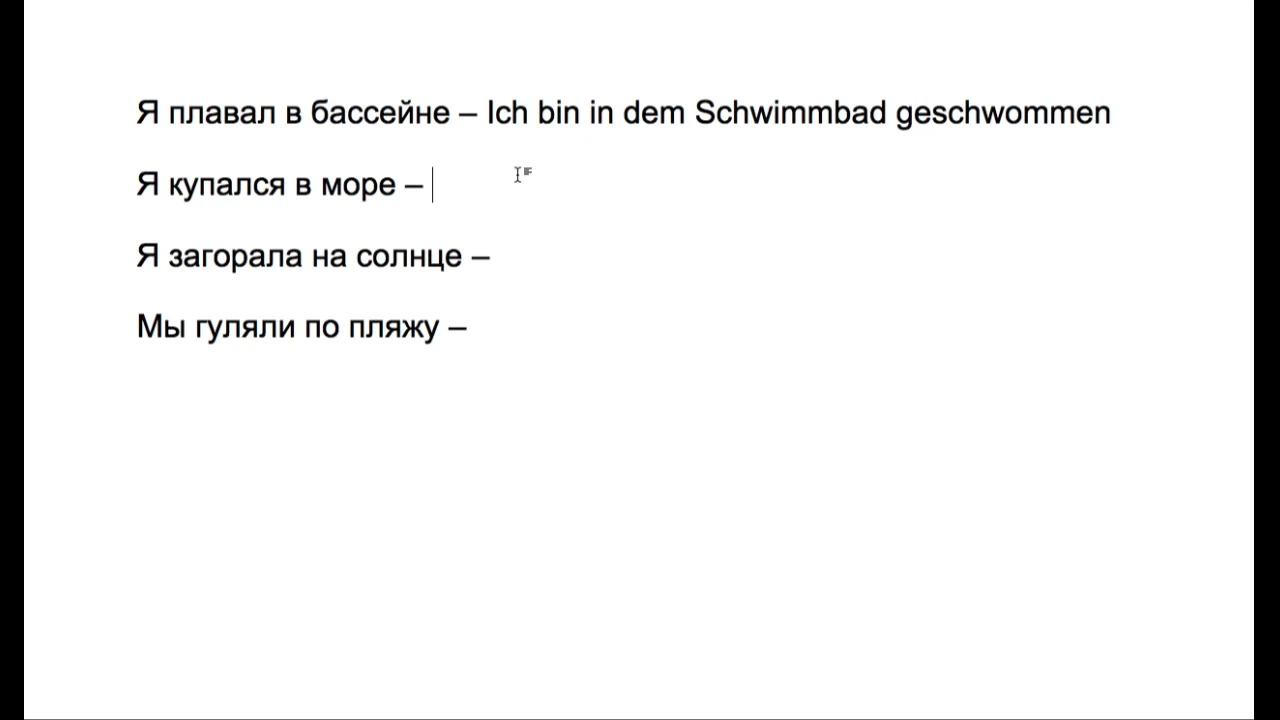 Я плавал в бассейне – Ich bin in dem Schwimmbad geschwommen
Я купался в море –
Я загорала на солнце –
Мы гуляли по пляжу –